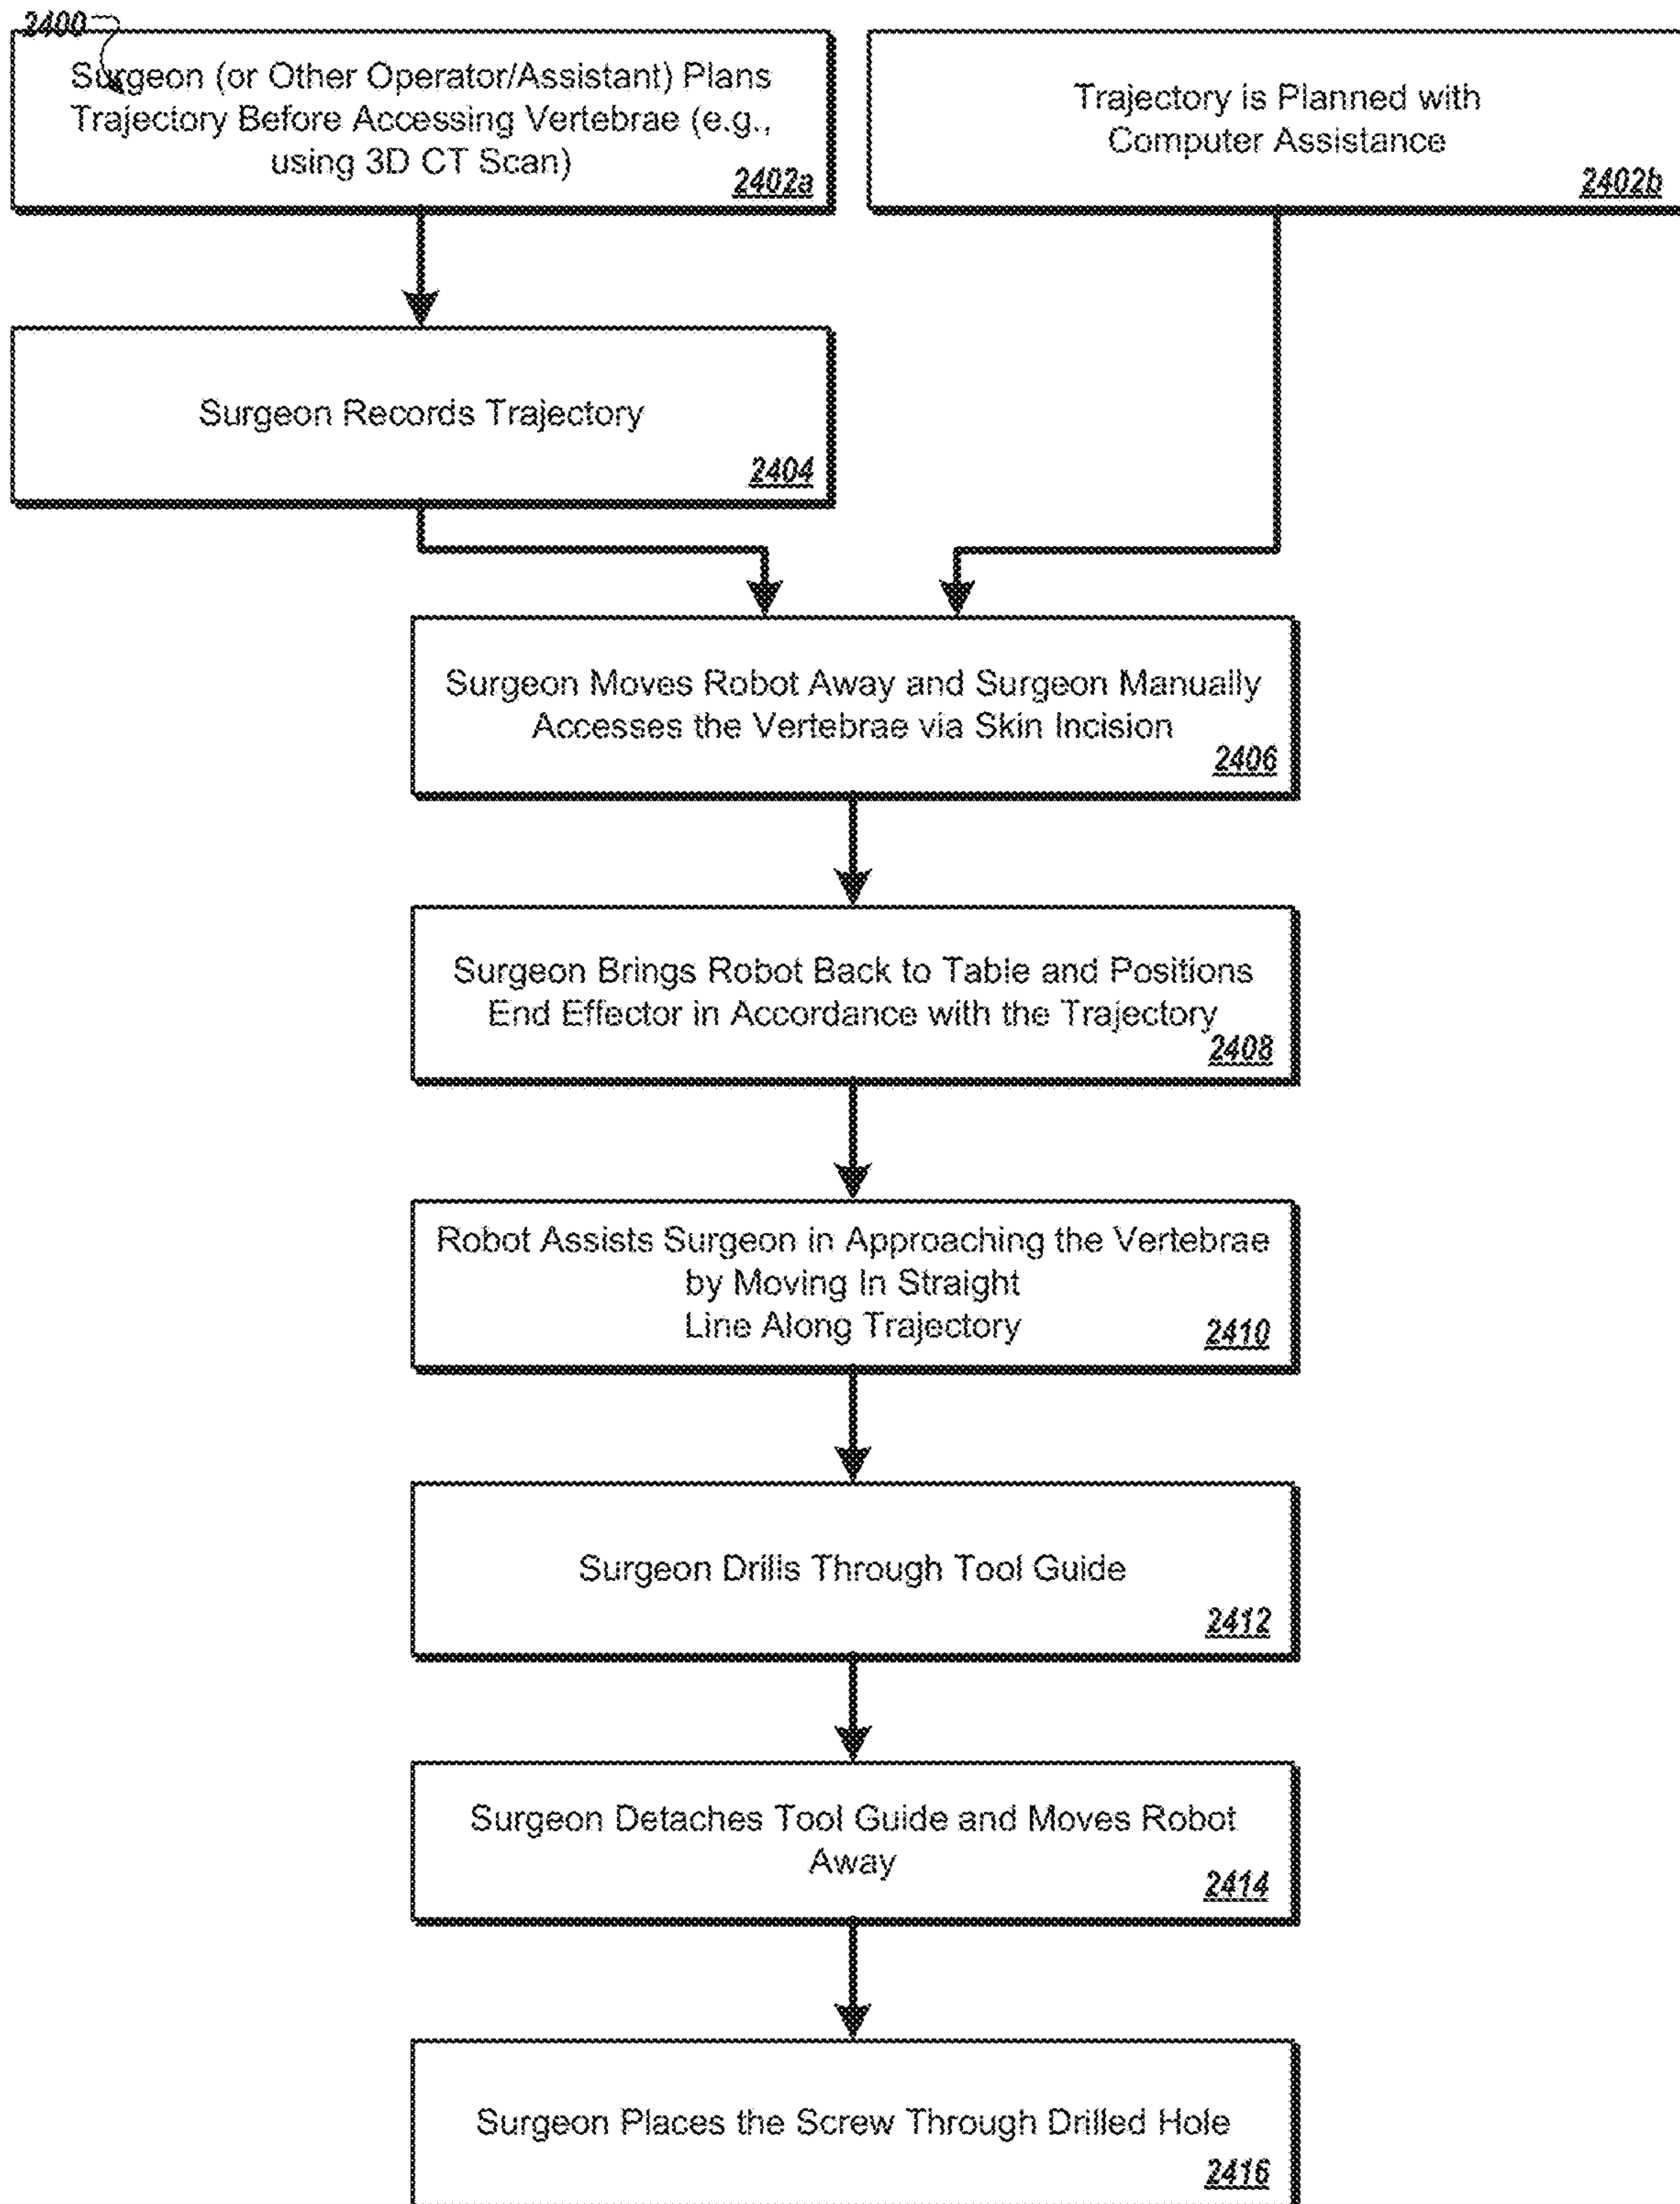 2400
Surgeon (or Other Operator/Assistant) Plans
Trajectory Before Accessing Vertebrae (e.g.,
using 3D CT Scan)
2402a
Trajectory is Planned with
Computer Assistance
2402b
Surgeon Records Trajectory
2404
Surgeon Moves Robot Away and Surgeon Manually
Accesses the Vertebrae via Skin Incision
2406
Surgeon Brings Robot Back to Table and Positions
End Effector in Accordance with the Trajectory
2408
Robot Assists Surgeon in Approaching the Vertebrae
by Moving In Straight
Line Along Trajectory
2410
Surgeon Drills Through Tool Guide
2412
Surgeon Detaches Tool Guide and Moves Robot
Away
2414
Surgeon Places the Screw Through Drilled Hole
2416